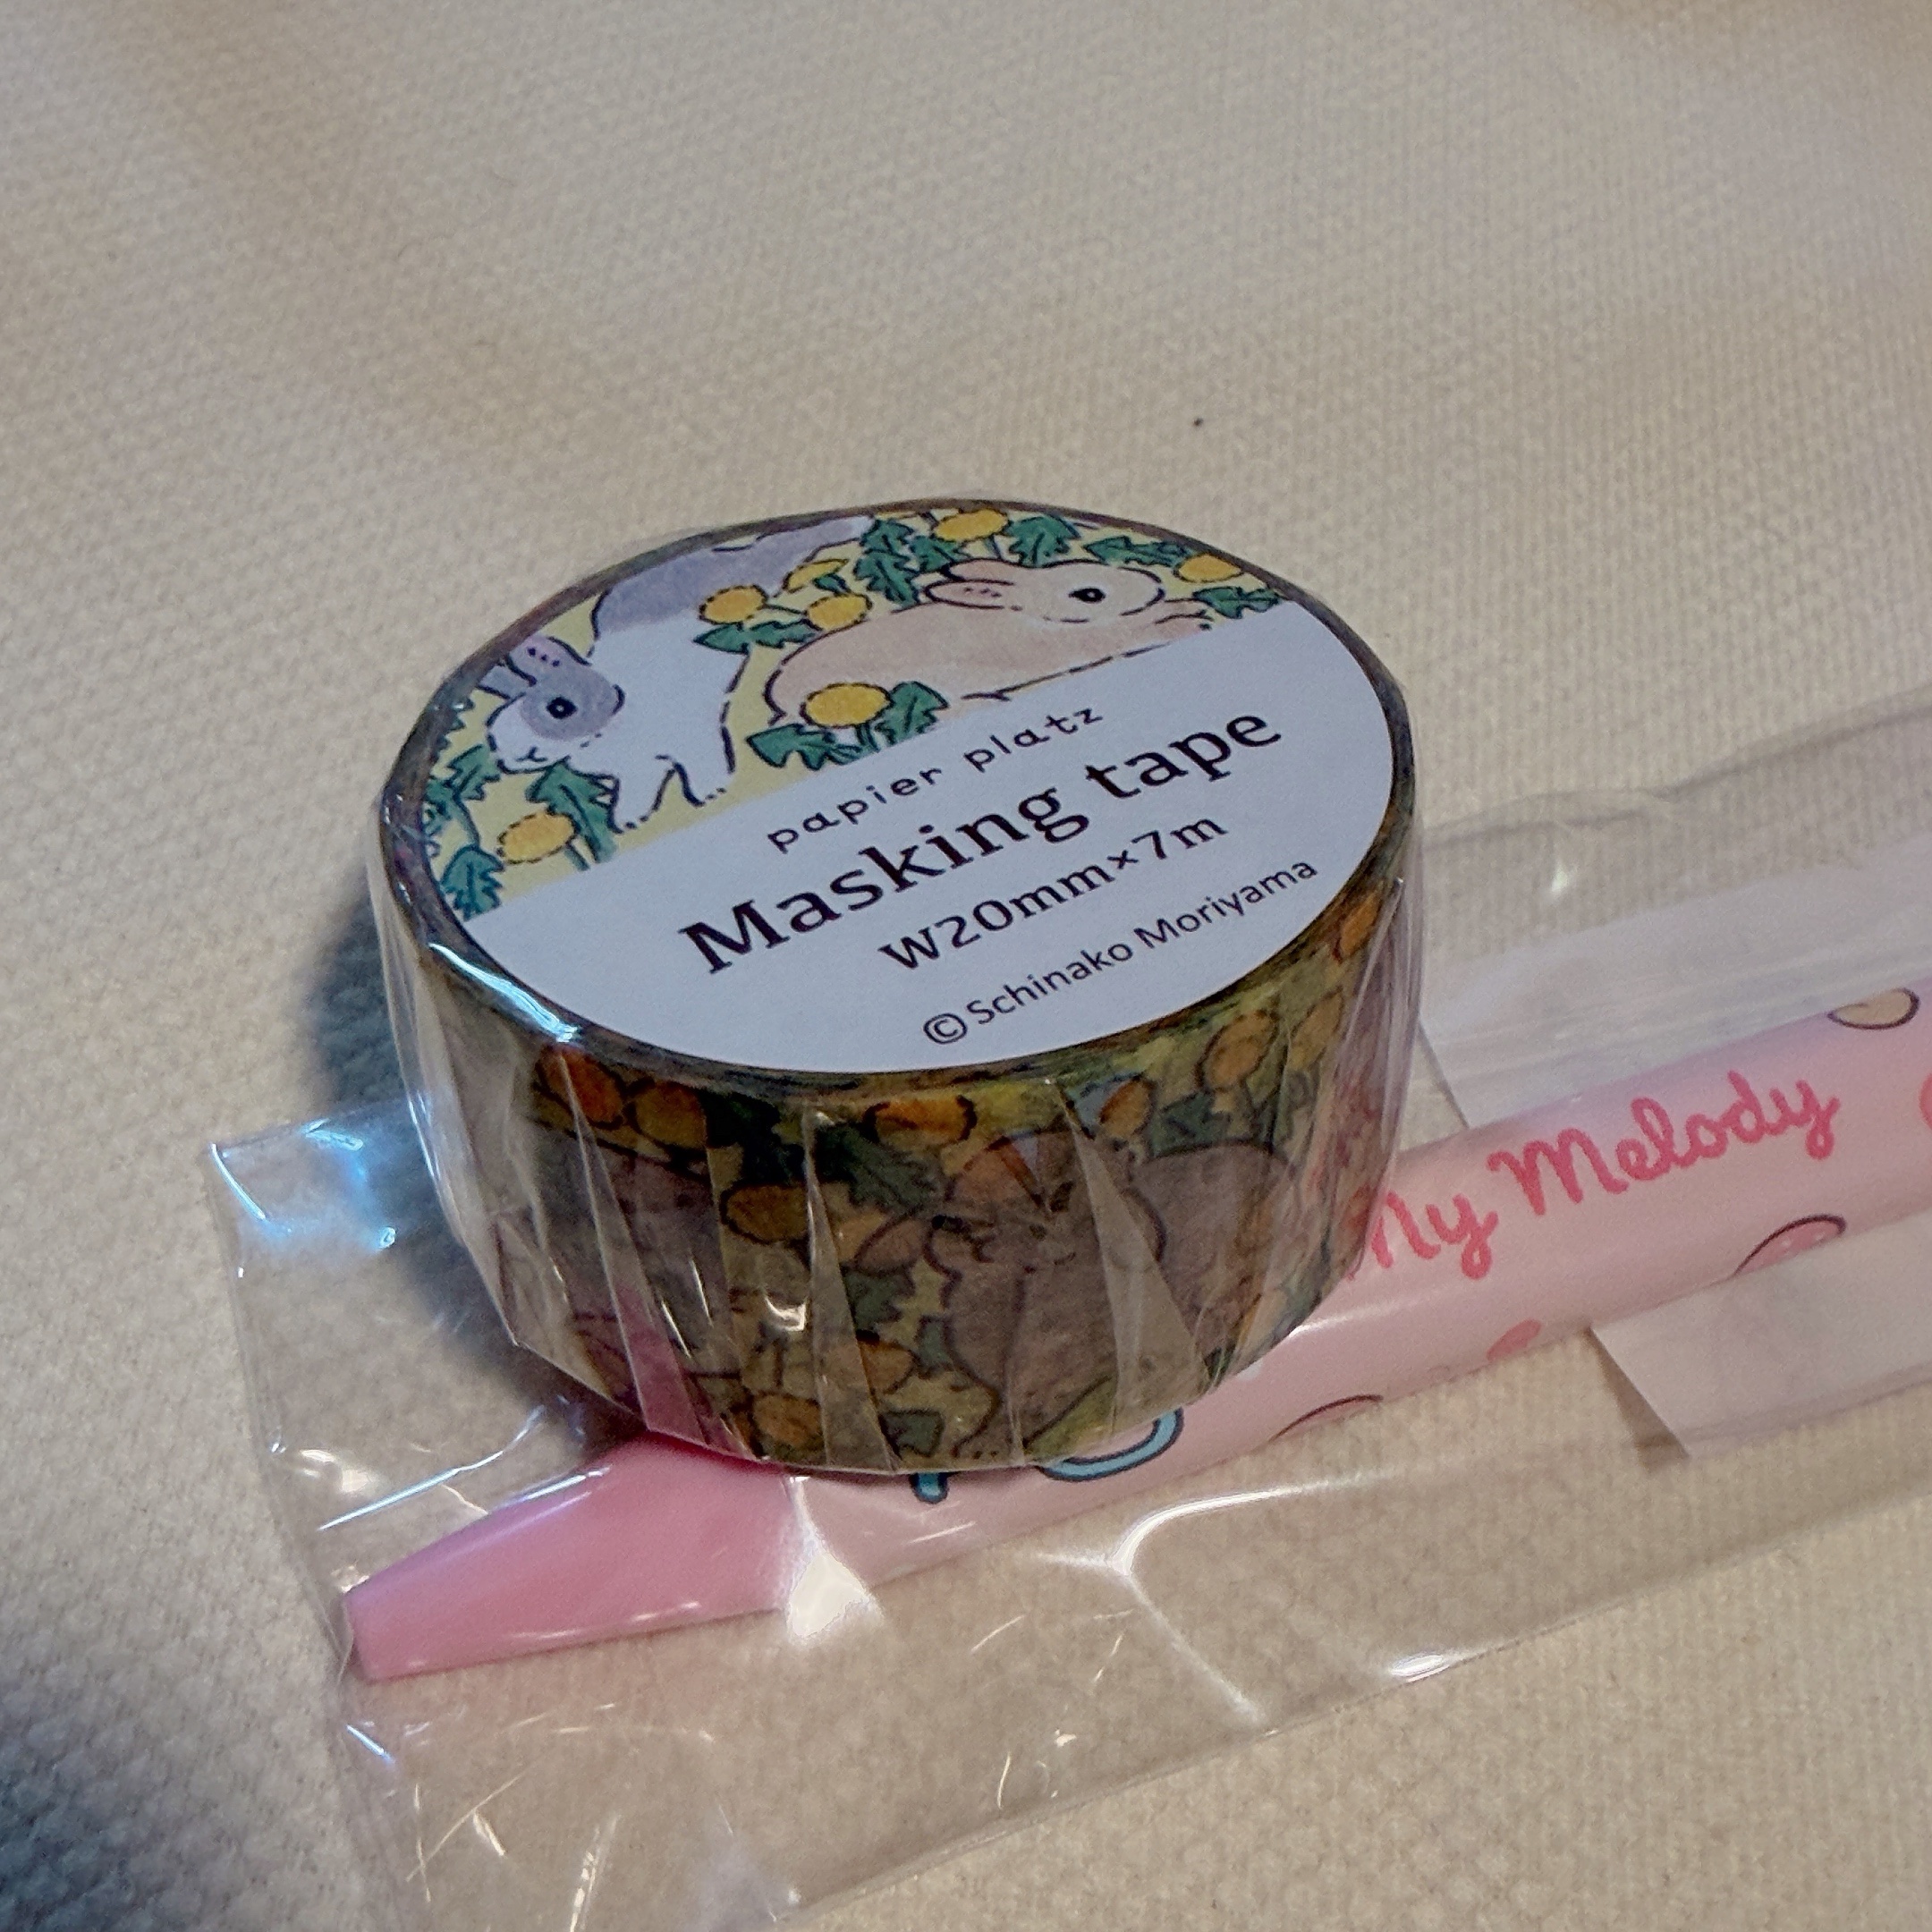 papier platz
Masking tape
W20mm×7m
©Schinako Moriyama
My Melody